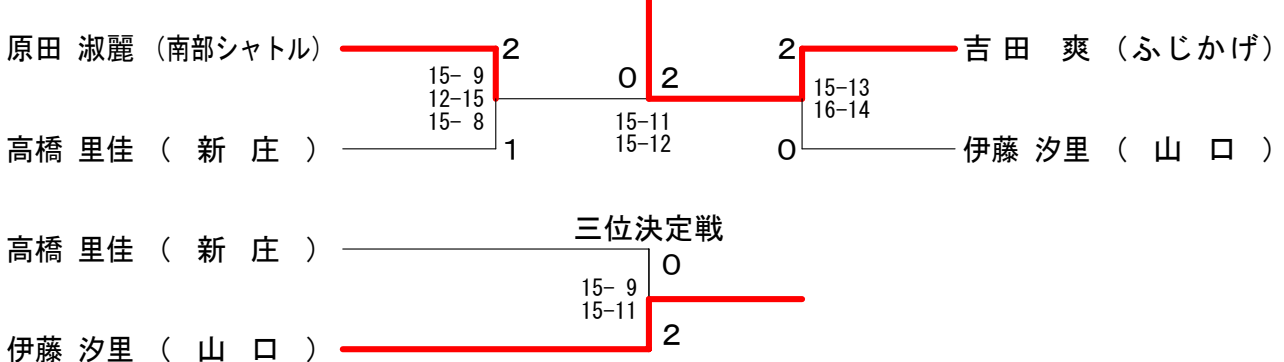 原田 淑麗 (南部シャトル)
2
15- 9
12-15
15- 8
1
高橋 里佳 ( 新 庄 )
0 2
15-11
15-12
2
15-13
16-14
0
吉田 爽 (ふじかげ)
伊藤 汐里 ( 山 口 )
三位決定戦
高橋 里佳 ( 新 庄 )
0
15- 9
15-11
2
伊藤 汐里 ( 山 口 )